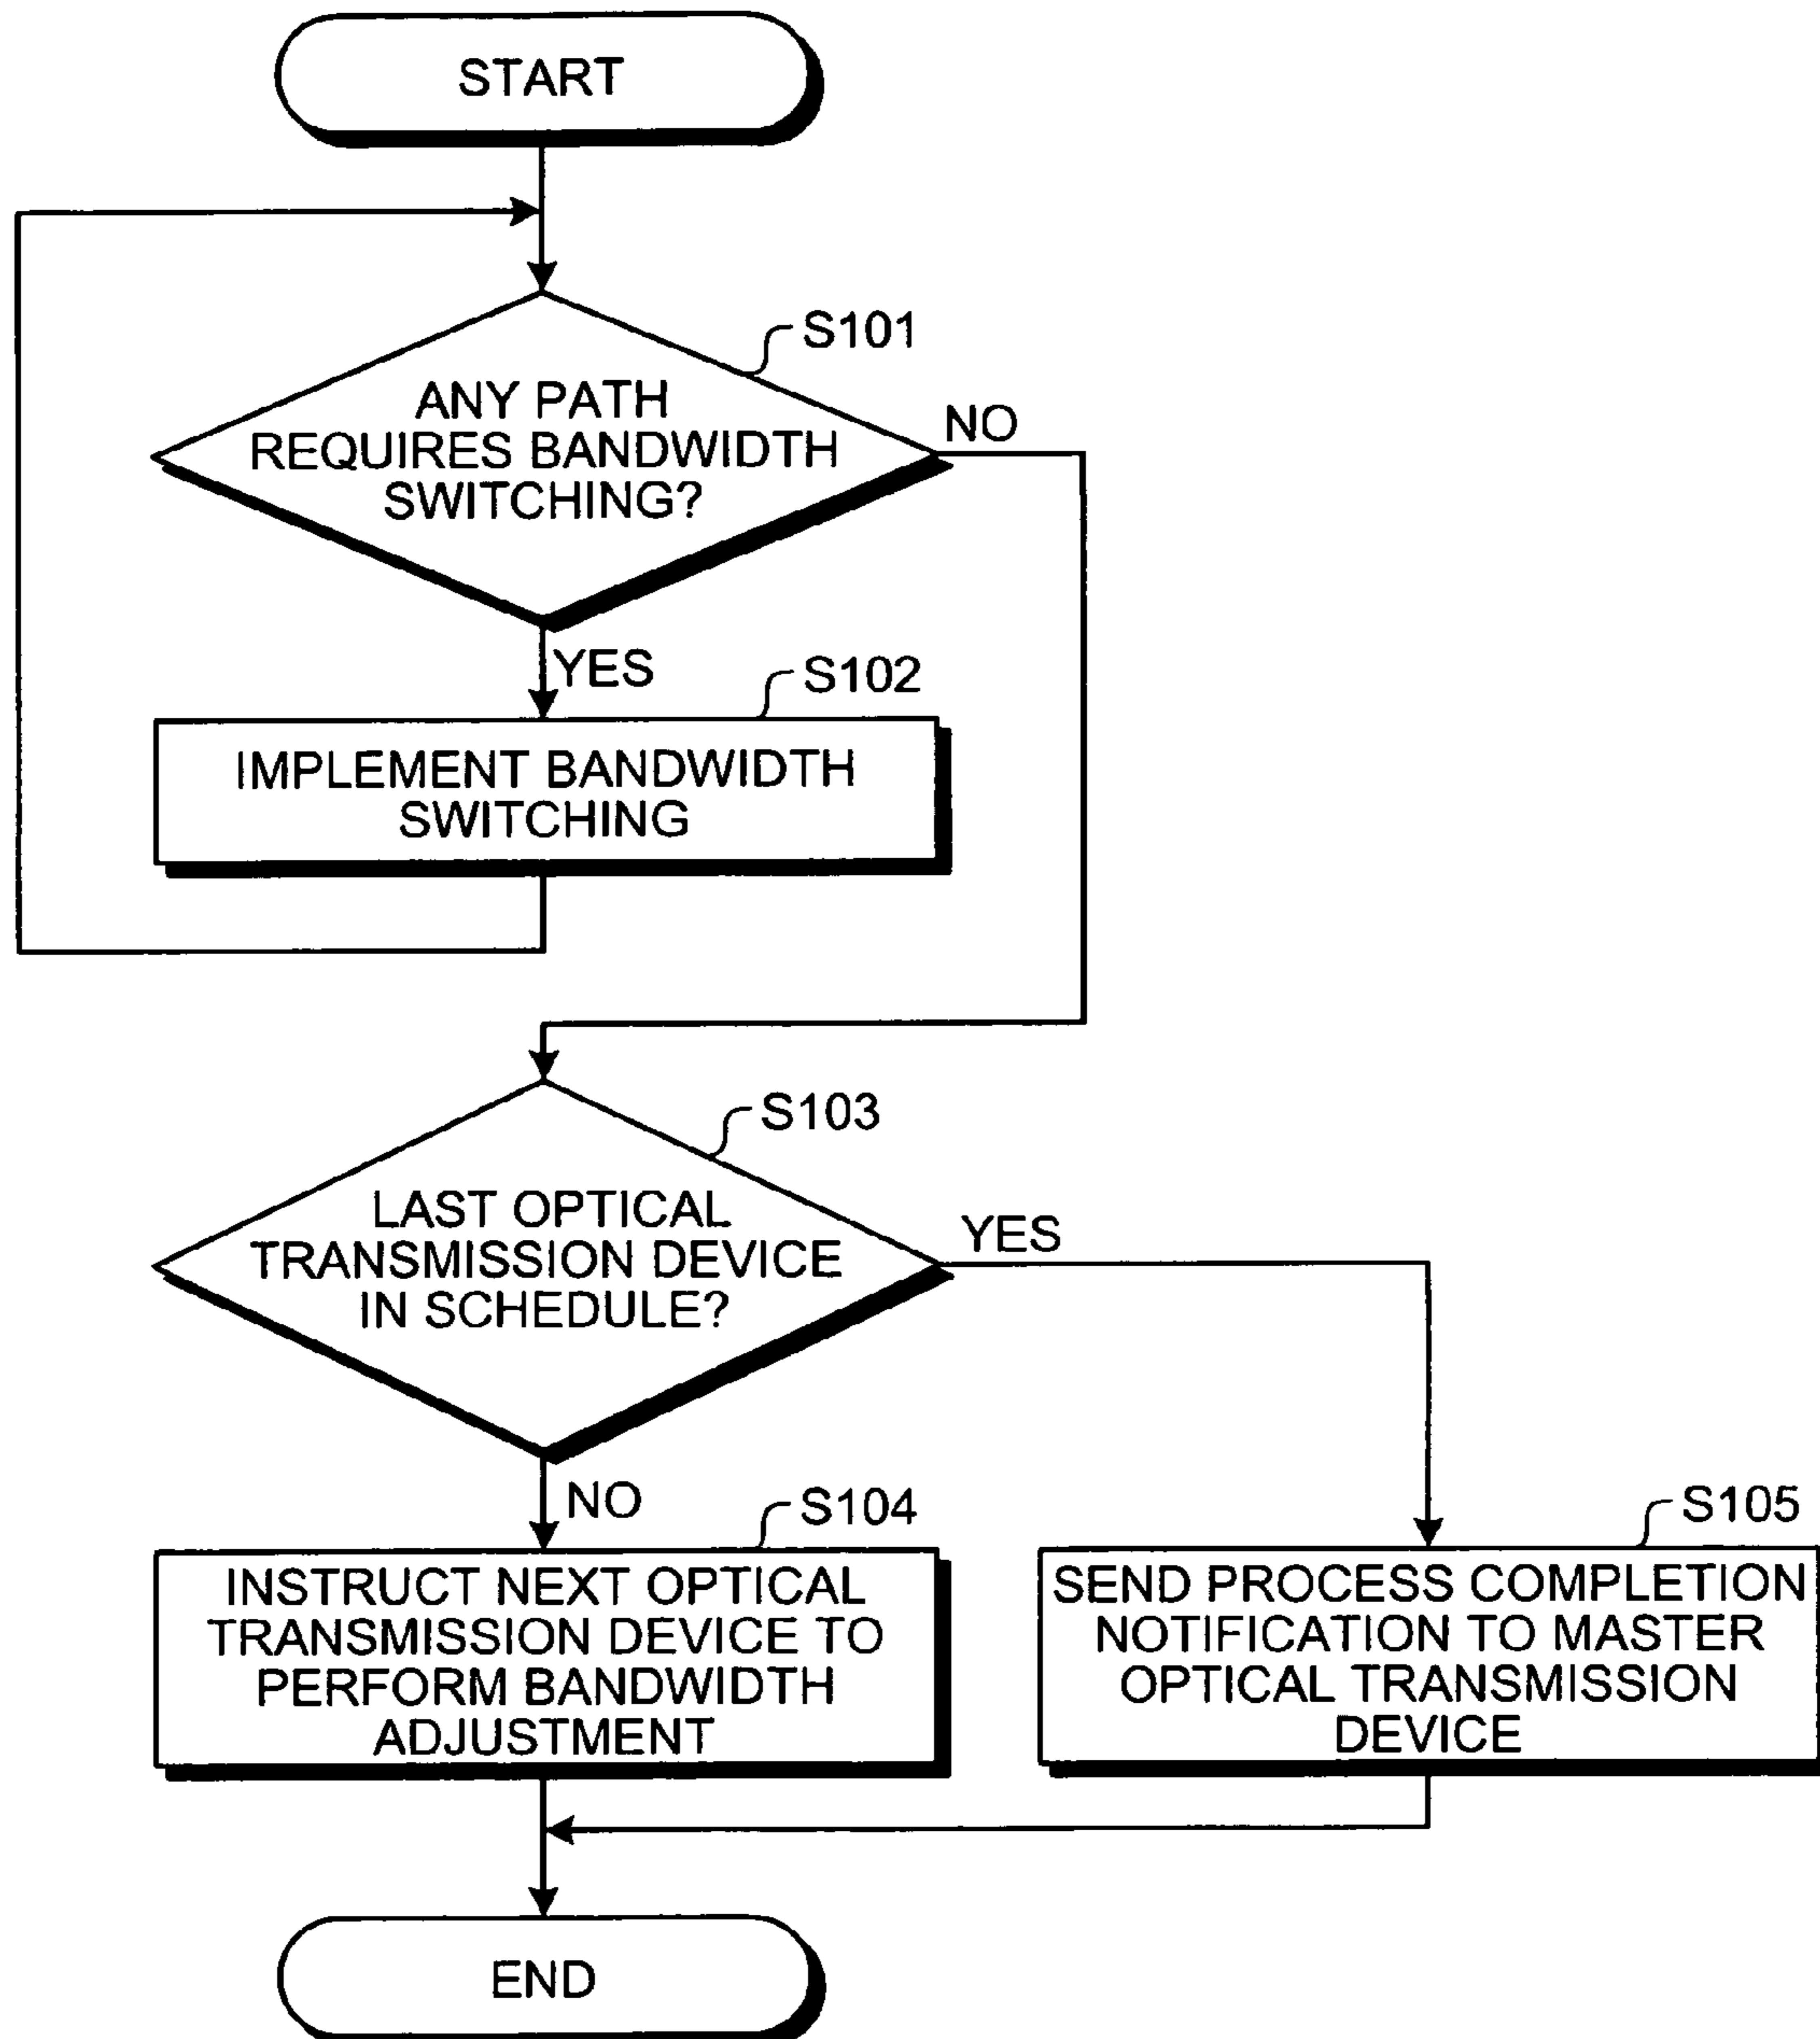 START
S101
ANY PATH
REQUIRES BANDWIDTH
SWITCHING?
NO
YES
S102
IMPLEMENT BANDWIDTH
SWITCHING
S103
LAST OPTICAL
TRANSMISSION DEVICE
IN SCHEDULE?
YES
NO
S104
INSTRUCT NEXT OPTICAL
TRANSMISSION DEVICE TO
PERFORM BANDWIDTH
ADJUSTMENT
S105
SEND PROCESS COMPLETION
NOTIFICATION TO MASTER
OPTICAL TRANSMISSION
DEVICE
END